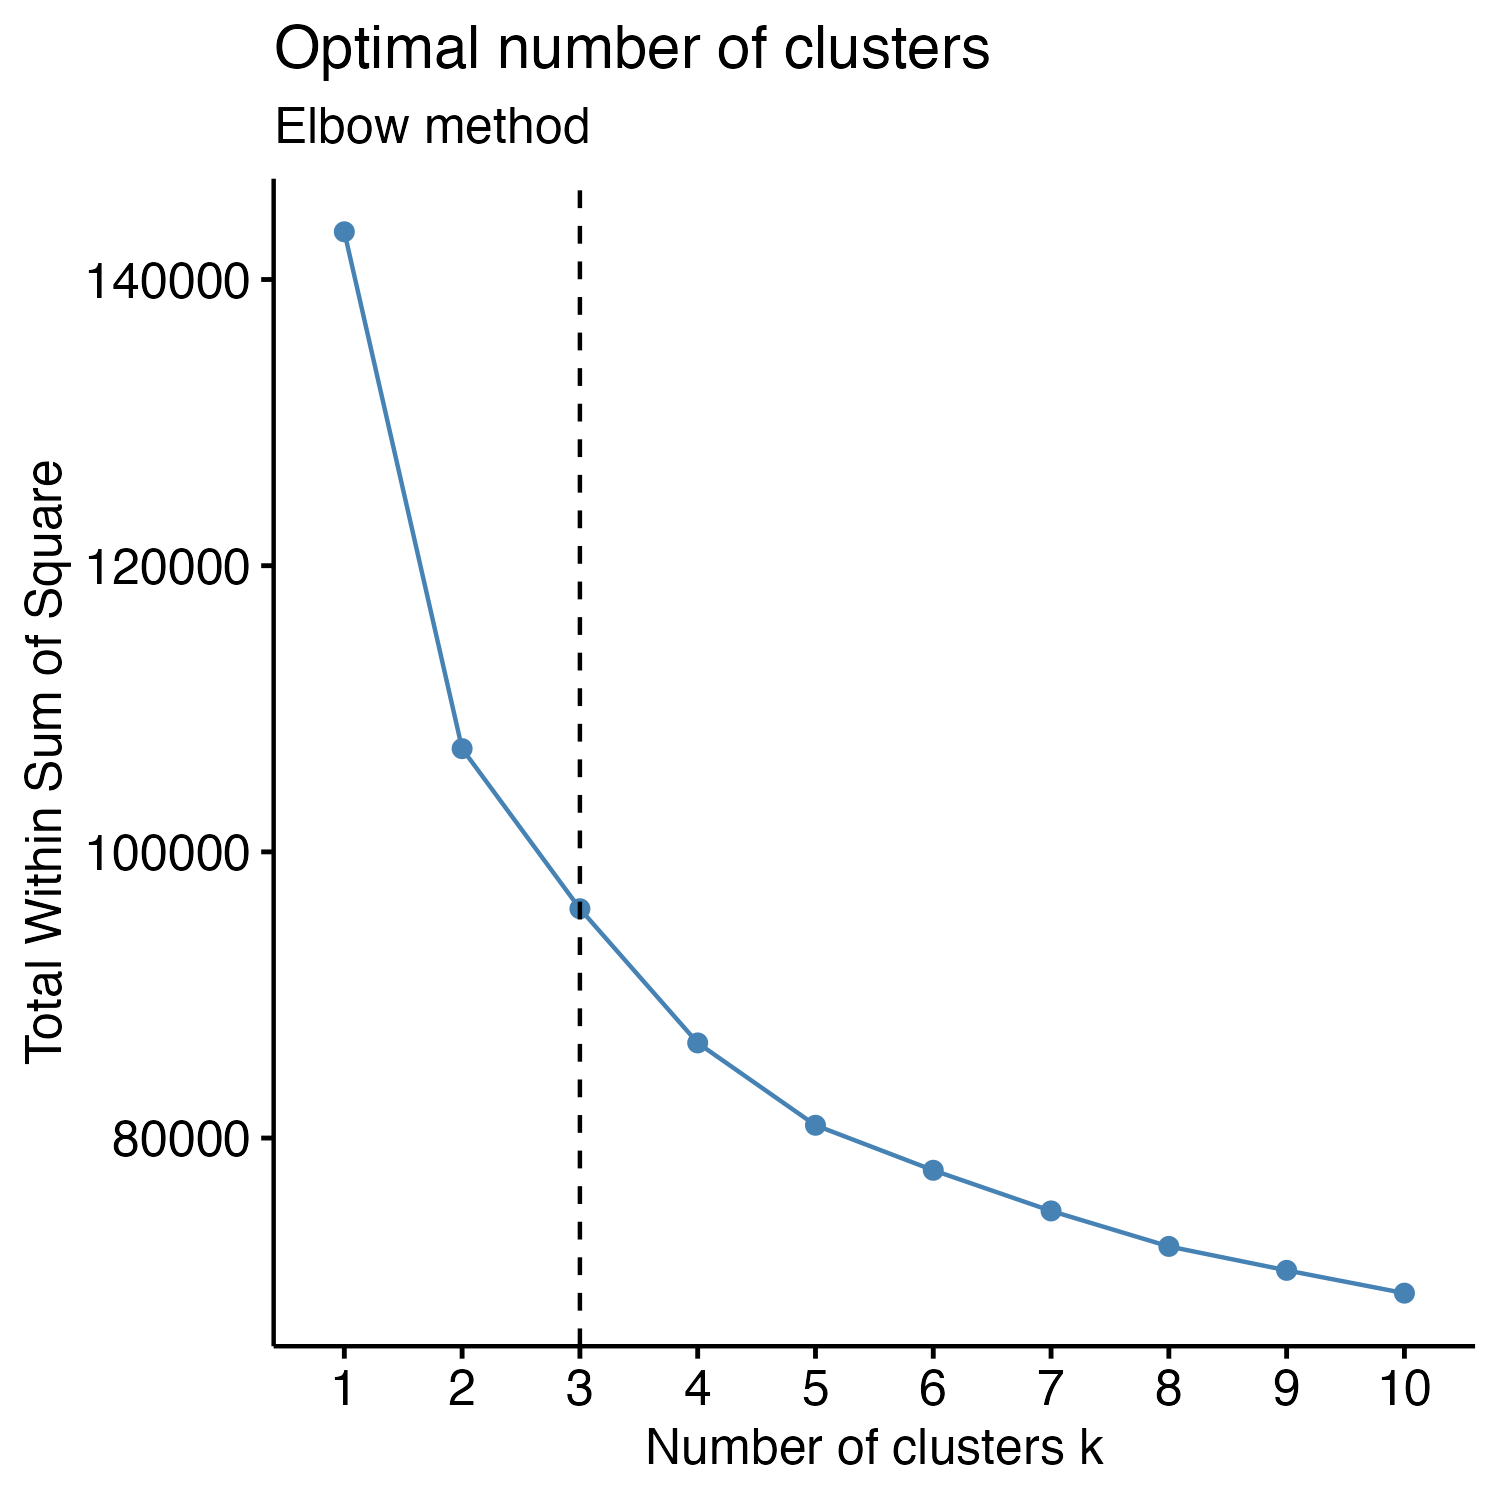 Optimal number of clusters
Elbow method
Total Within Sum of Square
140000
120000
100000
80000
1 2 3 4 5 6 7 8 9 10
Number of clusters k